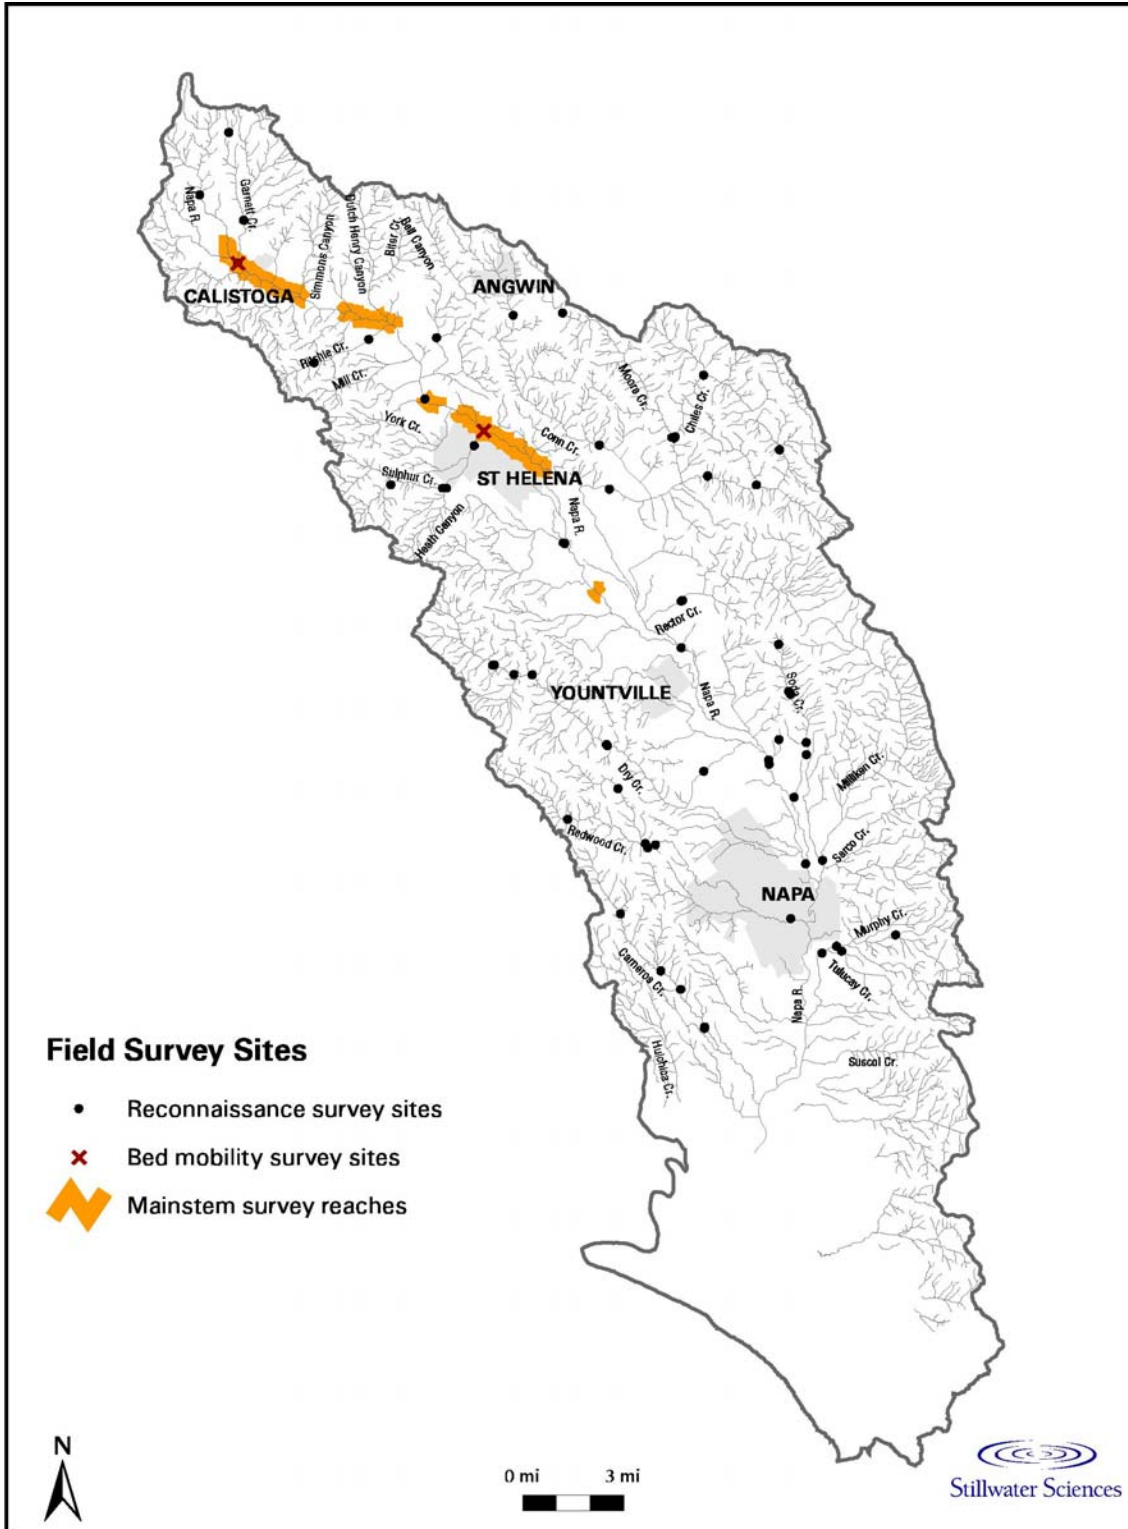 Napa R.
Garnett Cr.
Simmons Canyon
Dutch Henry Canyon
Biter Cr.
Bell Canyon
ANGWIN
CALISTOGA
Ritchie Cr.
Mill Cr.
Moore Cr.
Chiles Cr.
York Cr.
Conn Cr.
Sulphur Cr.
ST HELENA
Napa R.
Heath Canyon
Rector Cr.
Soda Cr.
YOUNTVILLE
Napa R.
Dry Cr.
Milliken Cr.
Redwood Cr.
Sarco Cr.
NAPA
Murphy Cr.
Carneros Cr.
Tulucay Cr.
Napa R.
Huichica Cr.
Suscol Cr.
Field Survey Sites
Reconnaissance survey sites
Bed mobility survey sites
Mainstem survey reaches
N
0 mi 3 mi
Stillwater Sciences